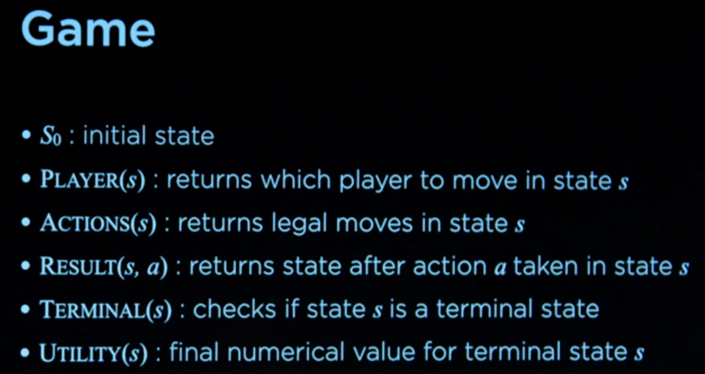 Game
• S₀ : initial state
• PLAYER(s) : returns which player to move in state s
• ACTIONS(s) : returns legal moves in state s
• RESULT(s, a) : returns state after action a taken in state s
• TERMINAL(s) : checks if state s is a terminal state
• UTILITY(s) : final numerical value for terminal state s